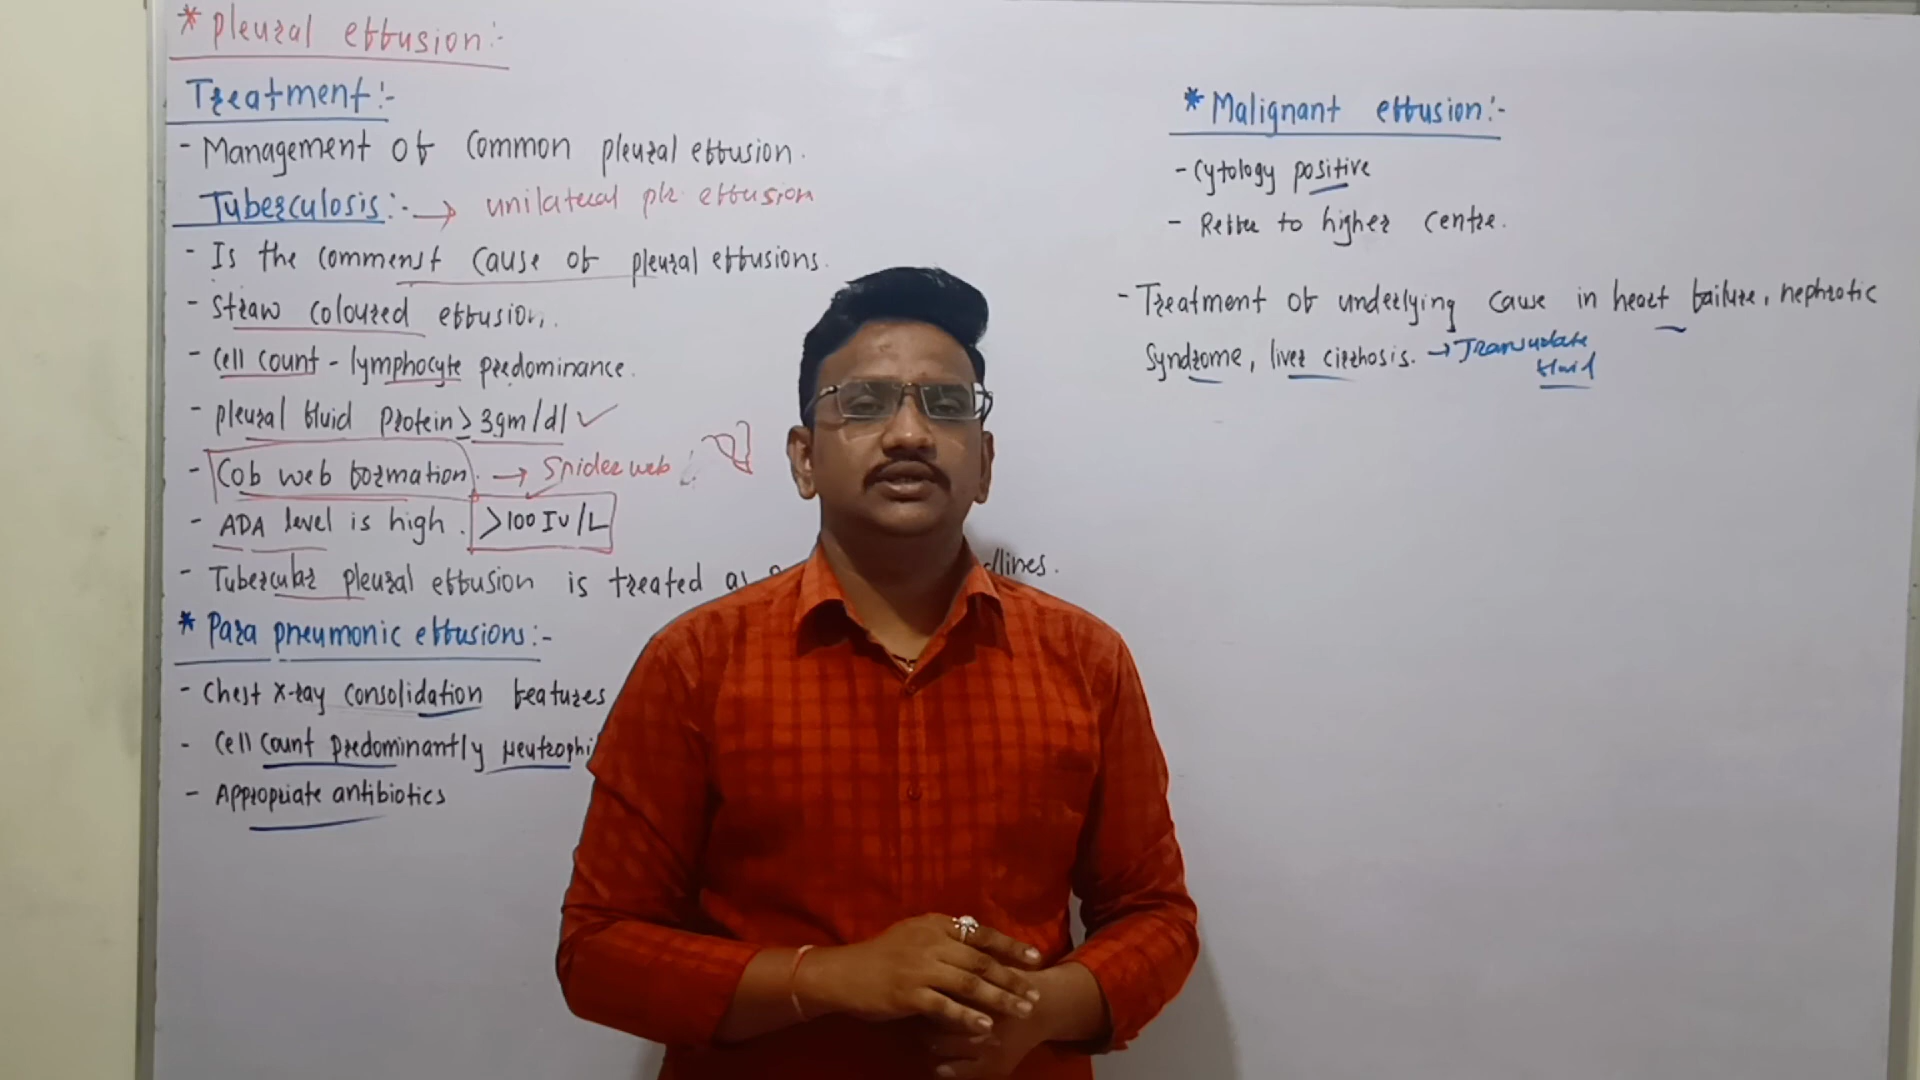 * Pleural effusion:-
Treatment:-
- Management of common pleural effusion.
Tuberculosis:- → unilateral plr. effusion
- Is the commenst cause of pleural effusions.
- Straw coloured effusion.
- Cell count - lymphocyte predominance.
- pleural fluid protein ≥ 3gm/dl ✓
- Cob web formation. → Spider web
- ADA level is high. >100 IU/L
- Tubercular pleural effusion is treated as
* Para pneumonic effusions:-
- Chest X-ray consolidation features
- Cell count predominantly neutrophi
- Appropriate antibiotics
* Malignant effusion:-
- Cytology positive
- Refer to higher centre.
- Treatment of underlying cause in heart failure, nephrotic
Syndrome, liver cirrhosis. → Transudate
fluid